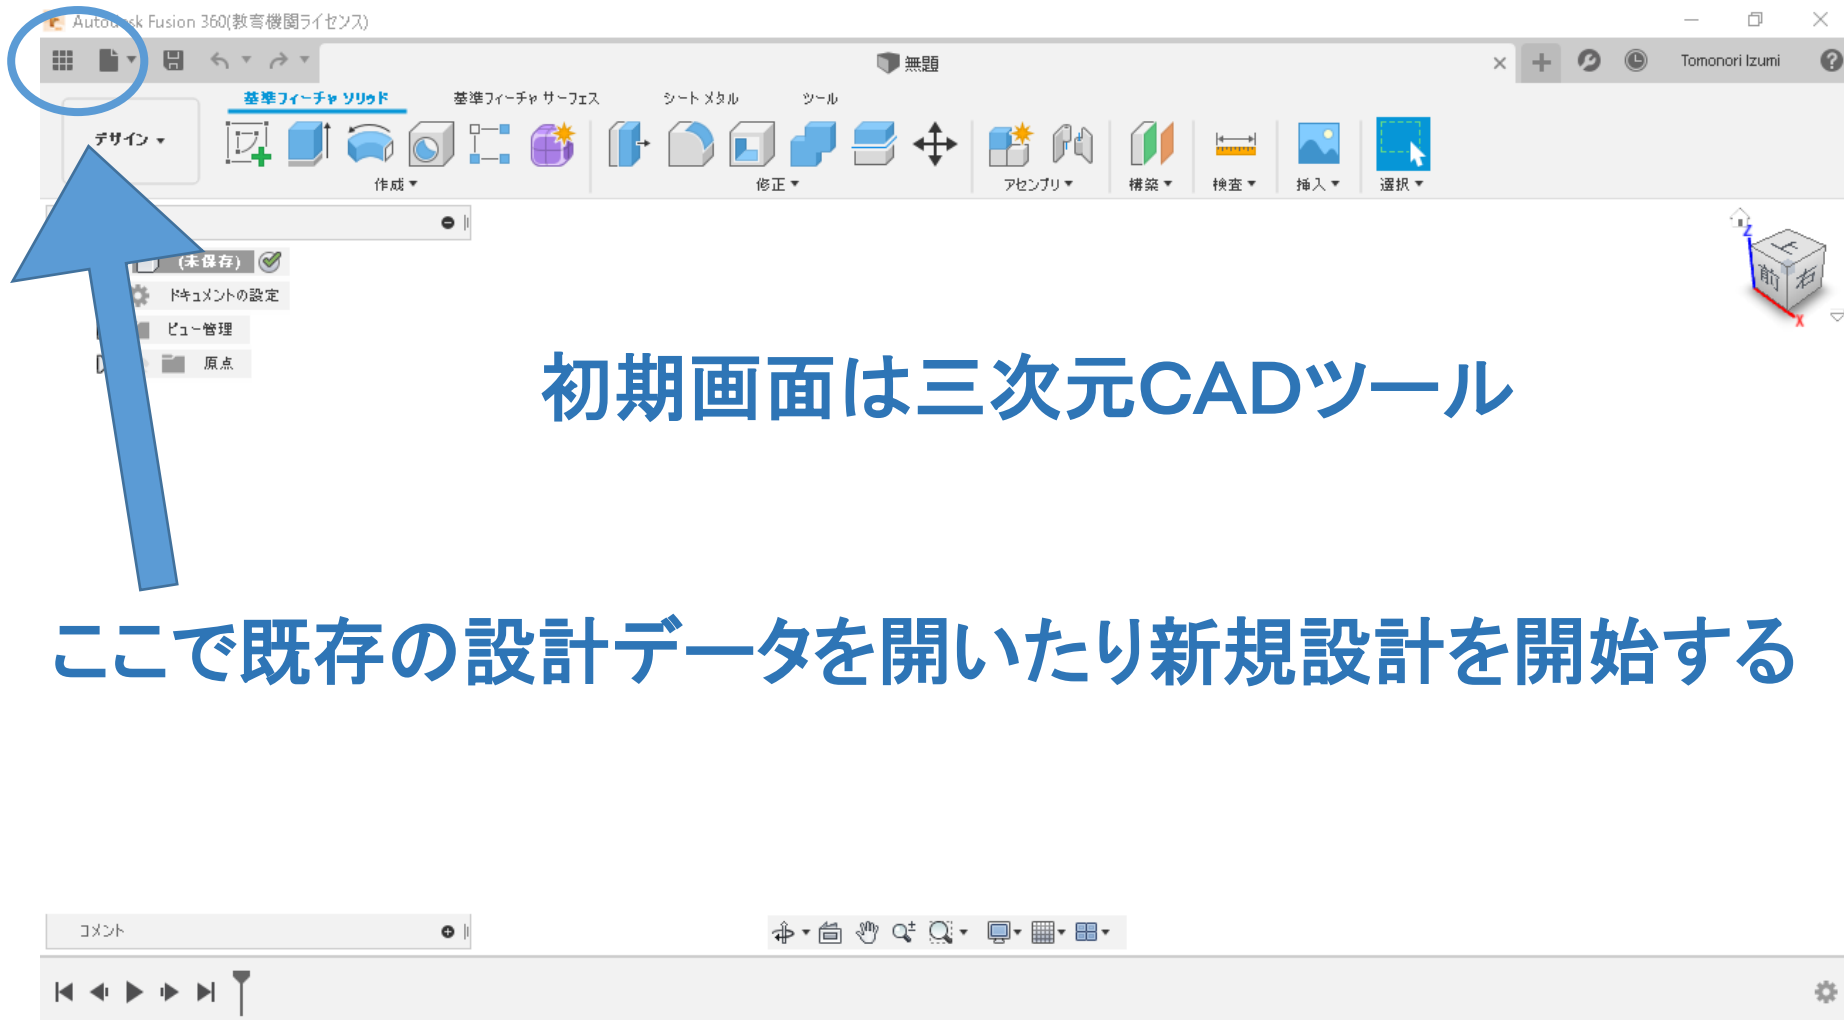 Autodesk Fusion 360(教育機関ライセンス)
無題
Tomonori Izumi
基準フィーチャ ソリッド
基準フィーチャ サーフェス
シート メタル
ツール
デザイン
作成
修正
アセンブリ
構築
検査
挿入
選択
(未保存)
ドキュメントの設定
ビュー管理
原点
Z
上
前
右
X
初期画面は三次元CADツール
ここで既存の設計データを開いたり新規設計を開始する
コメント